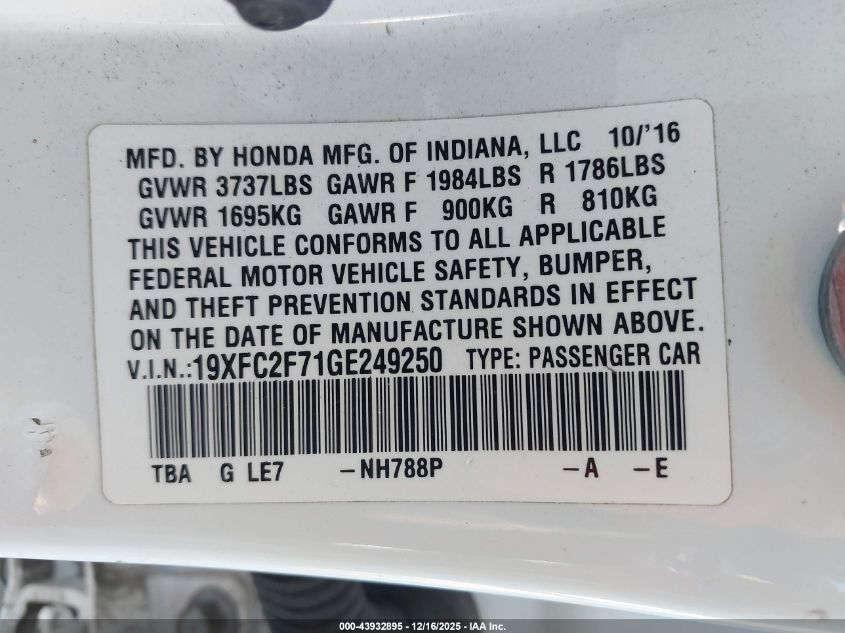 MFD. BY HONDA MFG. OF INDIANA, LLC 10/'16
GVWR 3737LBS GAWR F 1984LBS R 1786LBS
GVWR 1695KG GAWR F 900KG R 810KG
THIS VEHICLE CONFORMS TO ALL APPLICABLE
FEDERAL MOTOR VEHICLE SAFETY, BUMPER,
AND THEFT PREVENTION STANDARDS IN EFFECT
ON THE DATE OF MANUFACTURE SHOWN ABOVE.
V.I.N.:19XFC2F71GE249250 TYPE: PASSENGER CAR
TBA G LE7 -NH788P -A -E
000-43932895 - 12/16/2025 - IAA Inc.